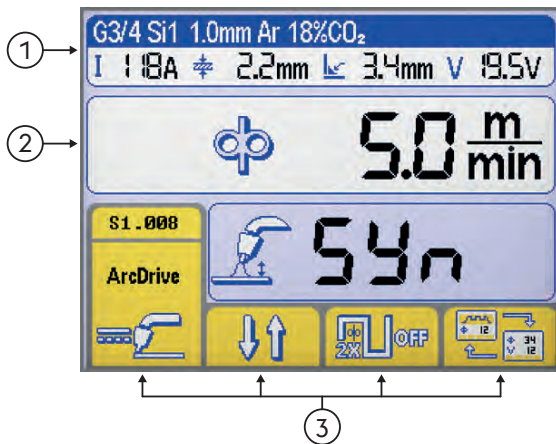 G3/4 Si1 1.0mm Ar 18%CO₂
I 118A 2.2mm 3.4mm V 19.5V
5.0 m/min
S1.008
ArcDrive
Syn
2X OFF
12
34
V 12
1
2
3